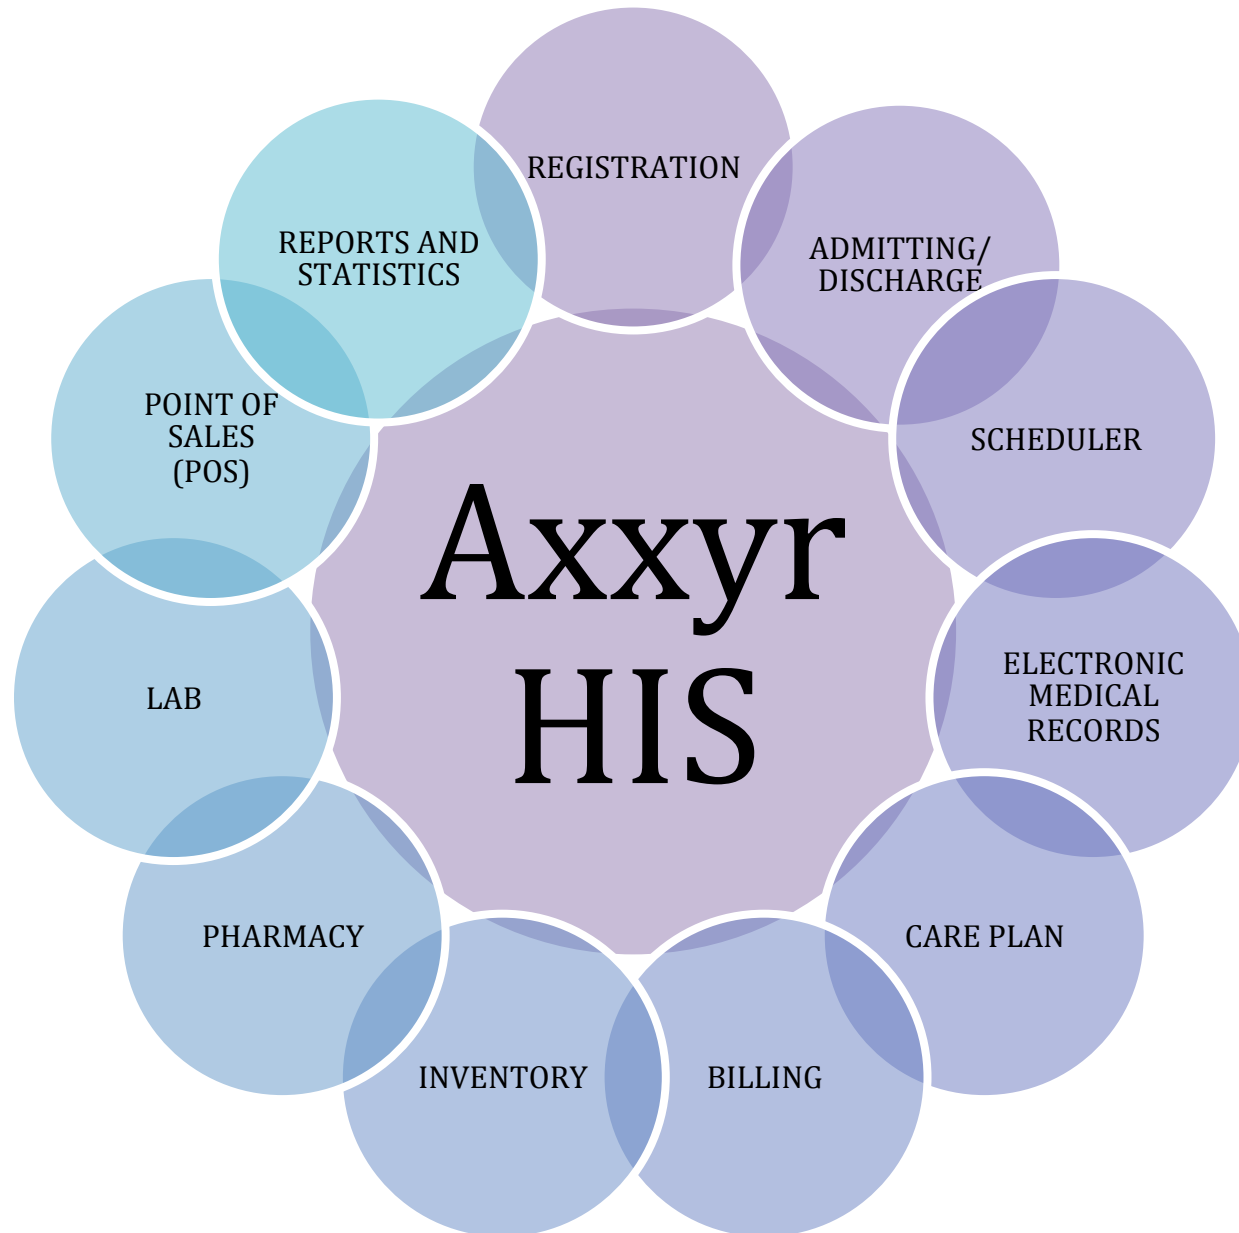 REGISTRATION
ADMITTING/
DISCHARGE
SCHEDULER
ELECTRONIC
MEDICAL
RECORDS
CARE PLAN
BILLING
INVENTORY
PHARMACY
LAB
POINT OF
SALES
(POS)
REPORTS AND
STATISTICS
Axxyr
HIS